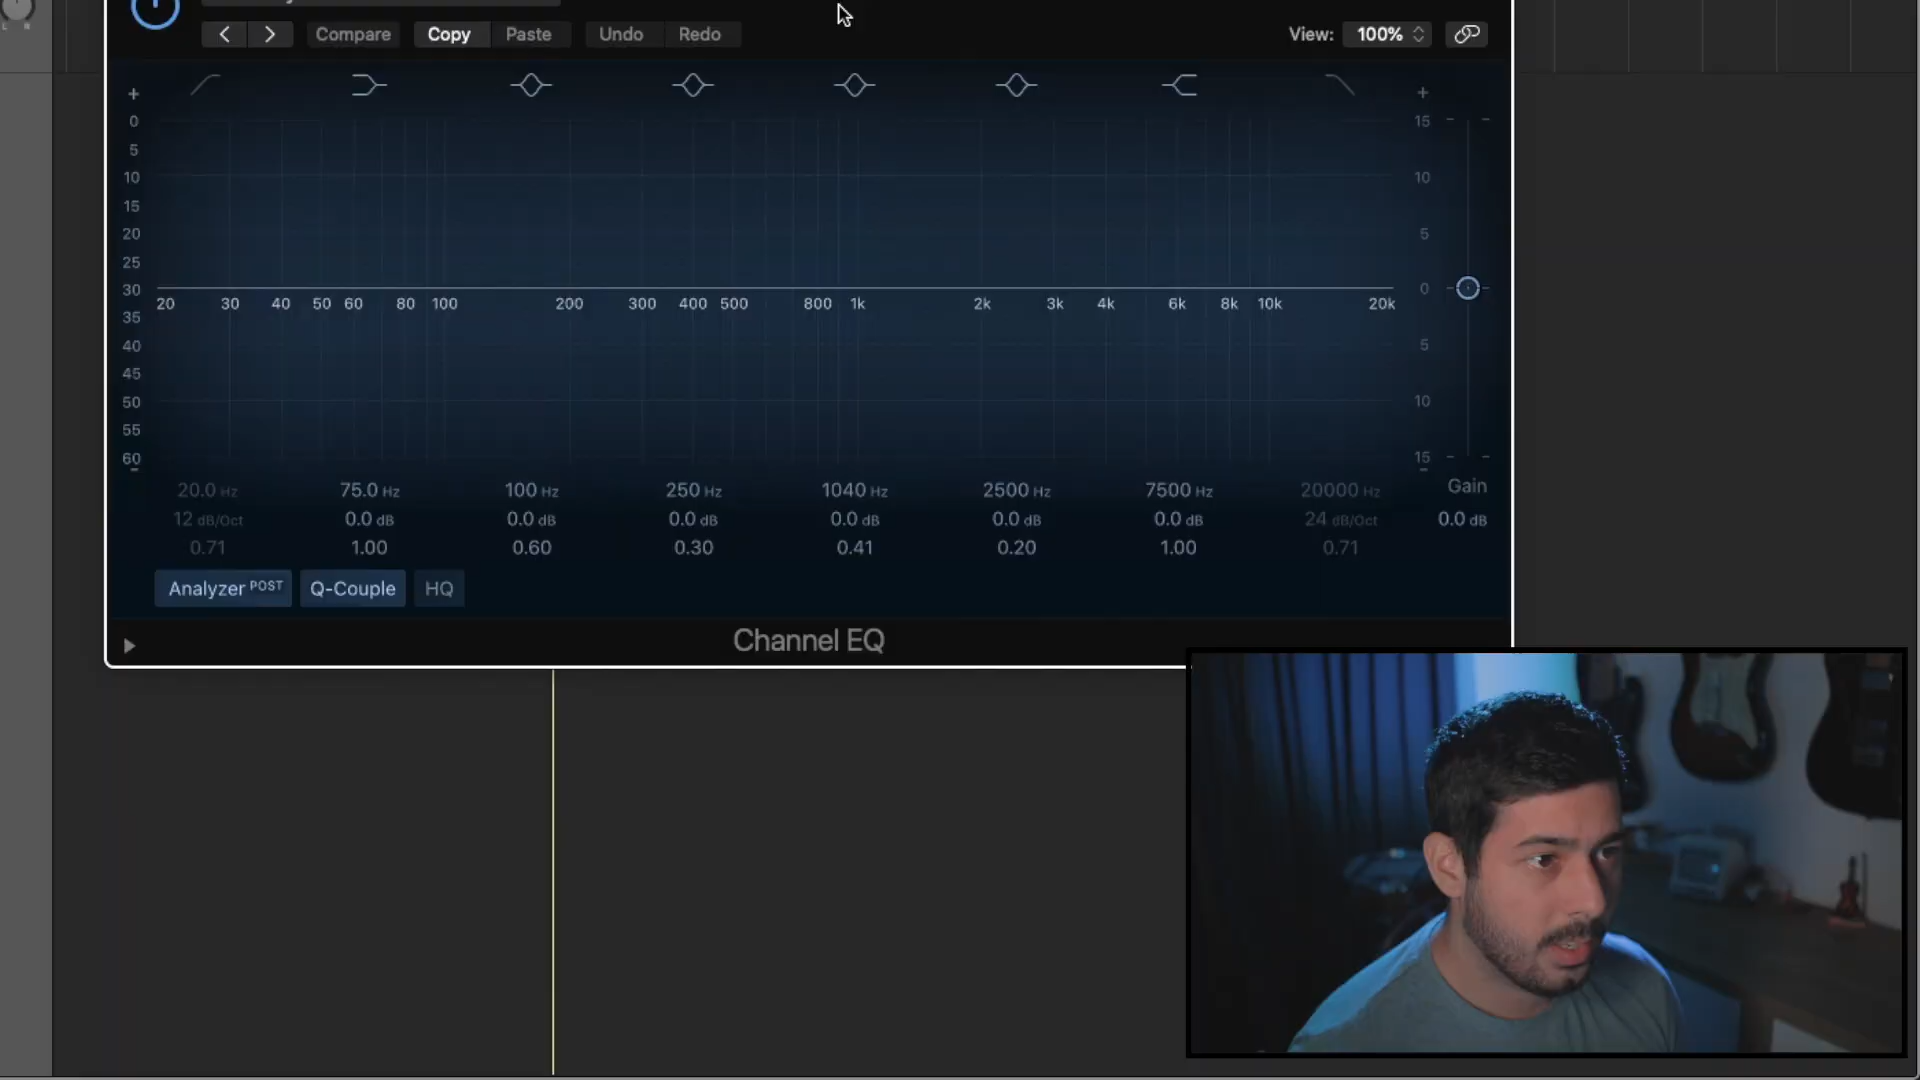 L R
Compare Copy Paste Undo Redo View: 100%
+ +
0 15
5
10 10
15
20 5
25
30 0
20 30 40 50 60 80 100 200 300 400 500 800 1k 2k 3k 4k 6k 8k 10k 20k
35
40 5
45
50 10
55
60 15
- -
20.0 Hz 75.0 Hz 100 Hz 250 Hz 1040 Hz 2500 Hz 7500 Hz 20000 Hz Gain
12 dB/Oct 0.0 dB 0.0 dB 0.0 dB 0.0 dB 0.0 dB 0.0 dB 24 dB/Oct 0.0 dB
0.71 1.00 0.60 0.30 0.41 0.20 1.00 0.71
Analyzer POST Q-Couple HQ
Channel EQ